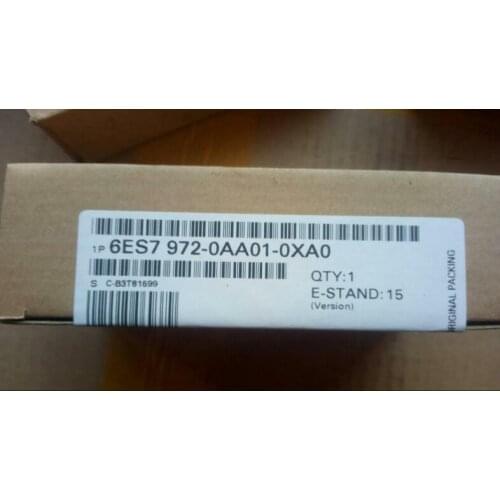 1P 6ES7 972-0AA01-0XA0
S C-B3T81699
QTY:1
E-STAND:15
(Version)
ORIGINAL PACKING